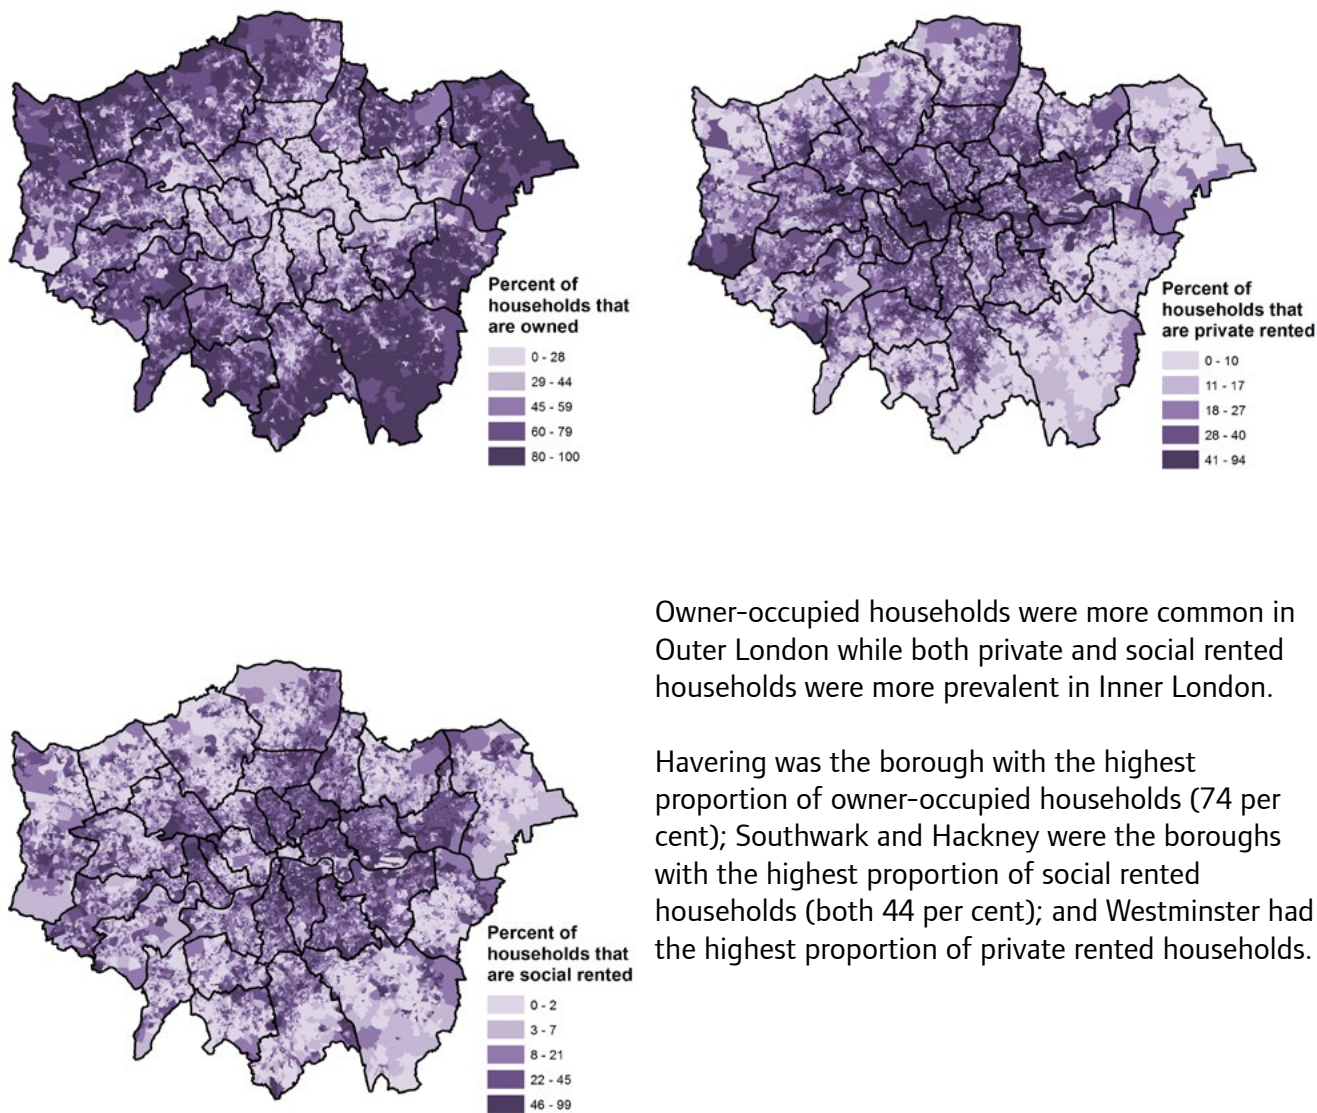 Percent of
households that
are owned
0 - 28
29 - 44
45 - 59
60 - 79
80 - 100
Percent of
households that
are private rented
0 - 10
11 - 17
18 - 27
28 - 40
41 - 94
Owner-occupied households were more common in
Outer London while both private and social rented
households were more prevalent in Inner London.
Havering was the borough with the highest
proportion of owner-occupied households (74 per
cent); Southwark and Hackney were the boroughs
with the highest proportion of social rented
households (both 44 per cent); and Westminster had
the highest proportion of private rented households.
Percent of
households that
are social rented
0 - 2
3 - 7
8 - 21
22 - 45
46 - 99